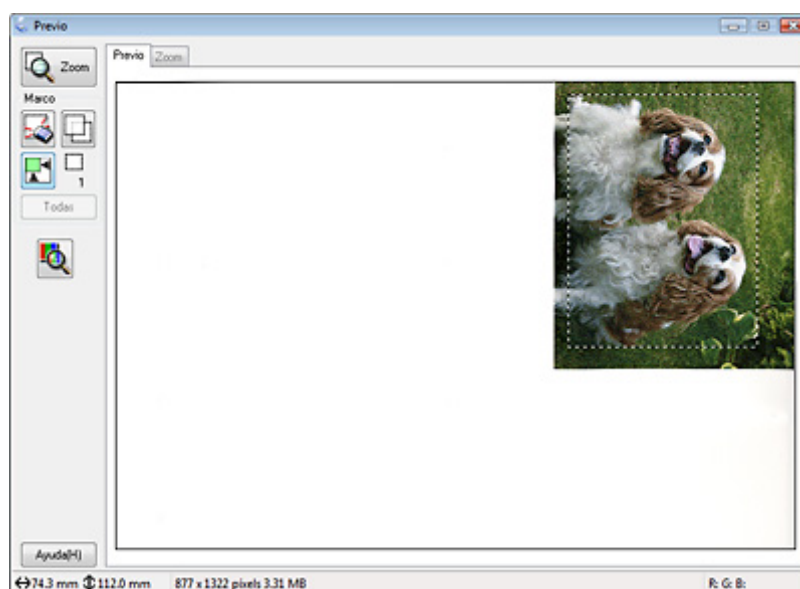 Previo
Previo Zoom
Zoom
Marco
1
Todas
Ayuda(H)
74.3 mm 112.0 mm 877 x 1322 pixels 3.31 MB R: G: B: